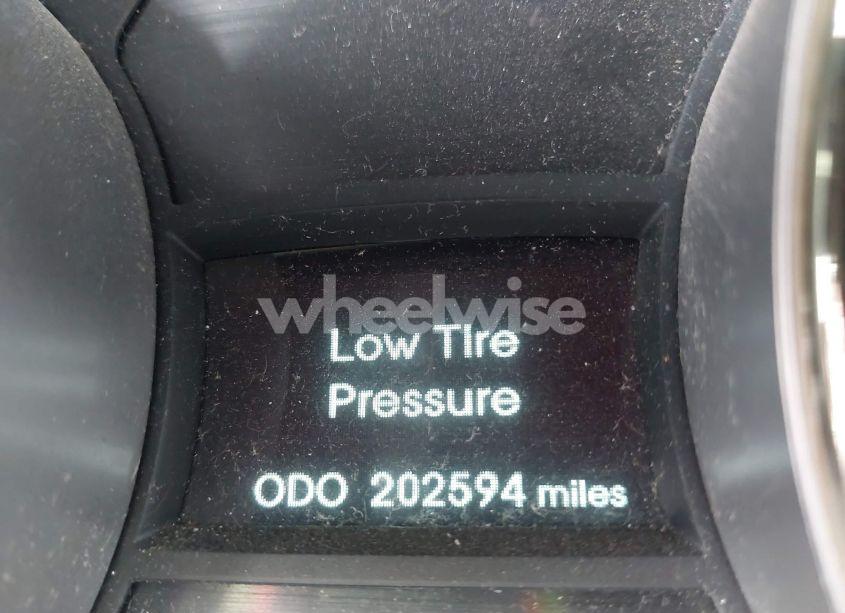 wheelwise
Low Tire
Pressure
ODO 202594 miles